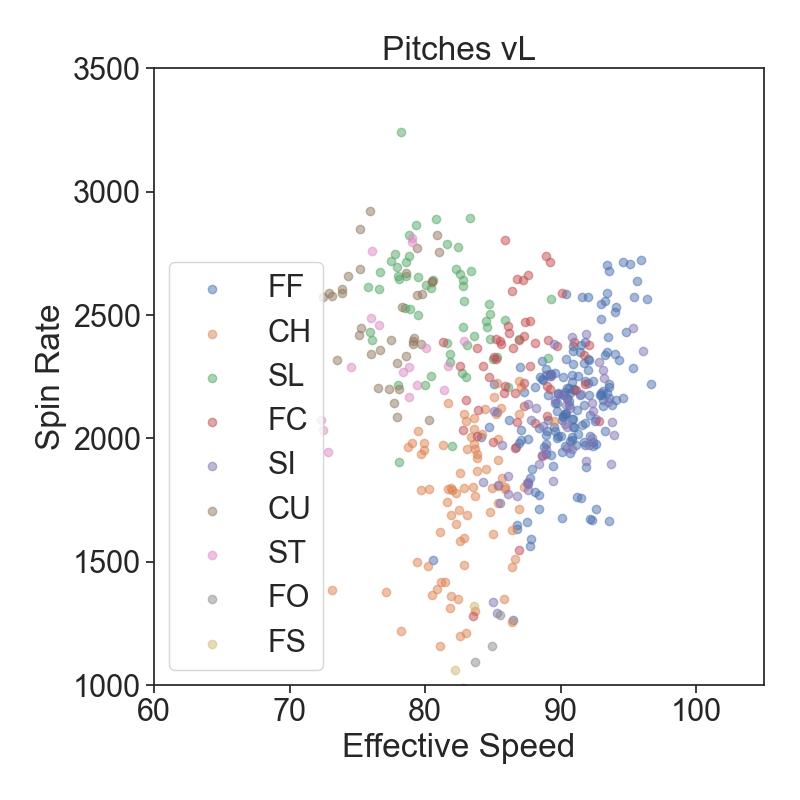 Pitches vL
3500
3000
2500
2000
1500
1000
Spin Rate
FF
CH
SL
FC
SI
CU
ST
FO
FS
60 70 80 90 100
Effective Speed